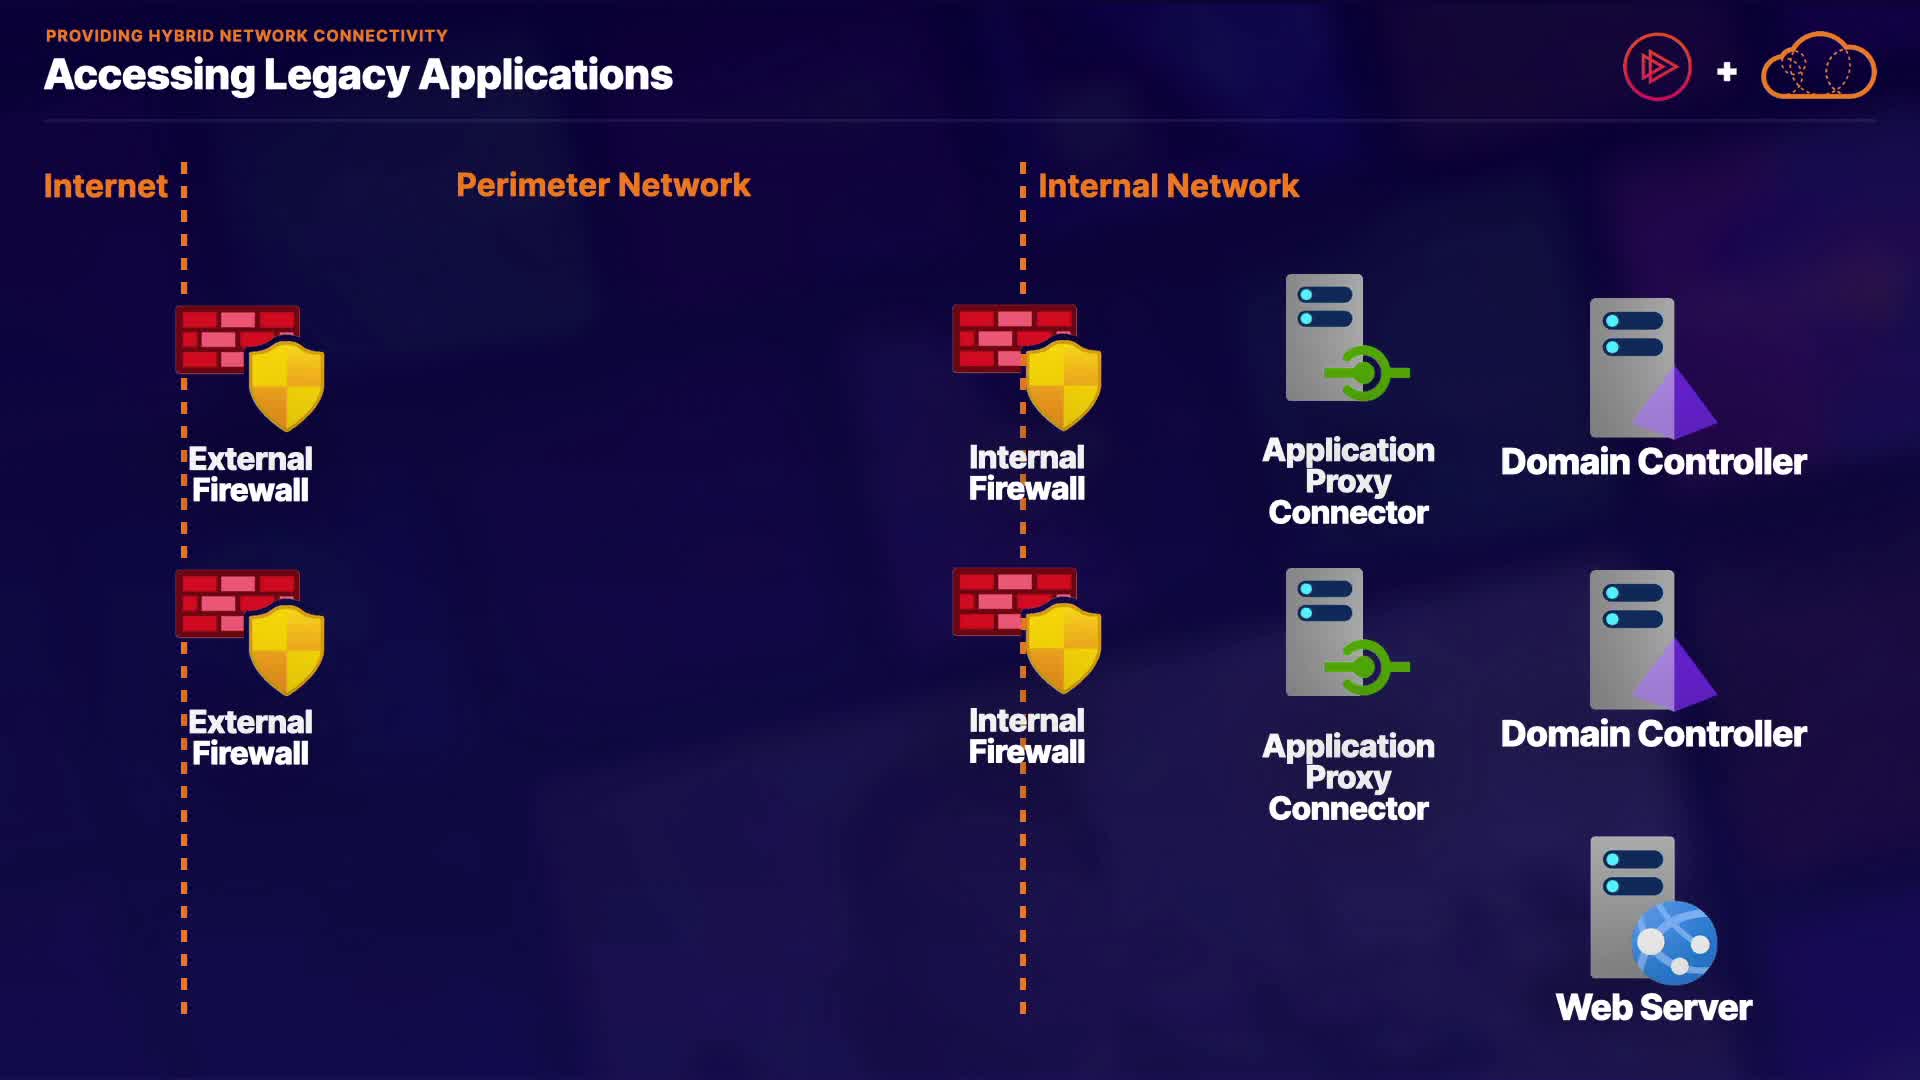 PROVIDING HYBRID NETWORK CONNECTIVITY
Accessing Legacy Applications
Internet
Perimeter Network
Internal Network
External
Firewall
Internal
Firewall
Application
Proxy
Connector
Domain Controller
External
Firewall
Internal
Firewall
Application
Proxy
Connector
Domain Controller
Web Server